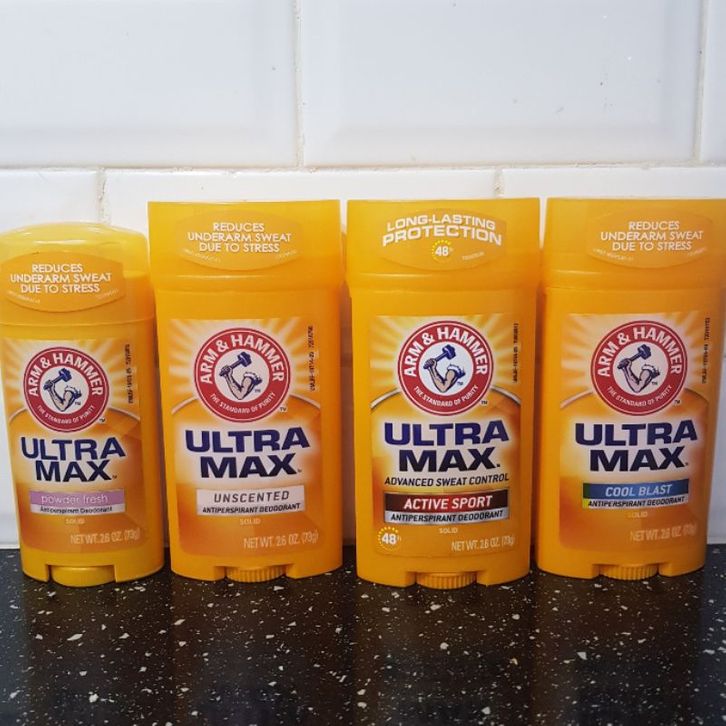 REDUCES
UNDERARM SWEAT
DUE TO STRESS
ARM & HAMMER
THE STANDARD OF PURITY
ULTRA
MAX
powder fresh
Antiperspirant Deodorant
SOLID
NET WT. 2.6 OZ. (73g)
REDUCES
UNDERARM SWEAT
DUE TO STRESS
ARM & HAMMER
THE STANDARD OF PURITY
ULTRA
MAX
UNSCENTED
ANTIPERSPIRANT DEODORANT
SOLID
NET WT. 2.6 OZ. (73g)
LONG-LASTING
PROTECTION
48
ARM & HAMMER
THE STANDARD OF PURITY
ULTRA
MAX
ADVANCED SWEAT CONTROL
ACTIVE SPORT
ANTIPERSPIRANT DEODORANT
SOLID
48
NET WT. 2.6 OZ. (73g)
REDUCES
UNDERARM SWEAT
DUE TO STRESS
ARM & HAMMER
THE STANDARD OF PURITY
ULTRA
MAX
COOL BLAST
ANTIPERSPIRANT DEODORANT
SOLID
NET WT. 2.6 OZ. (73g)